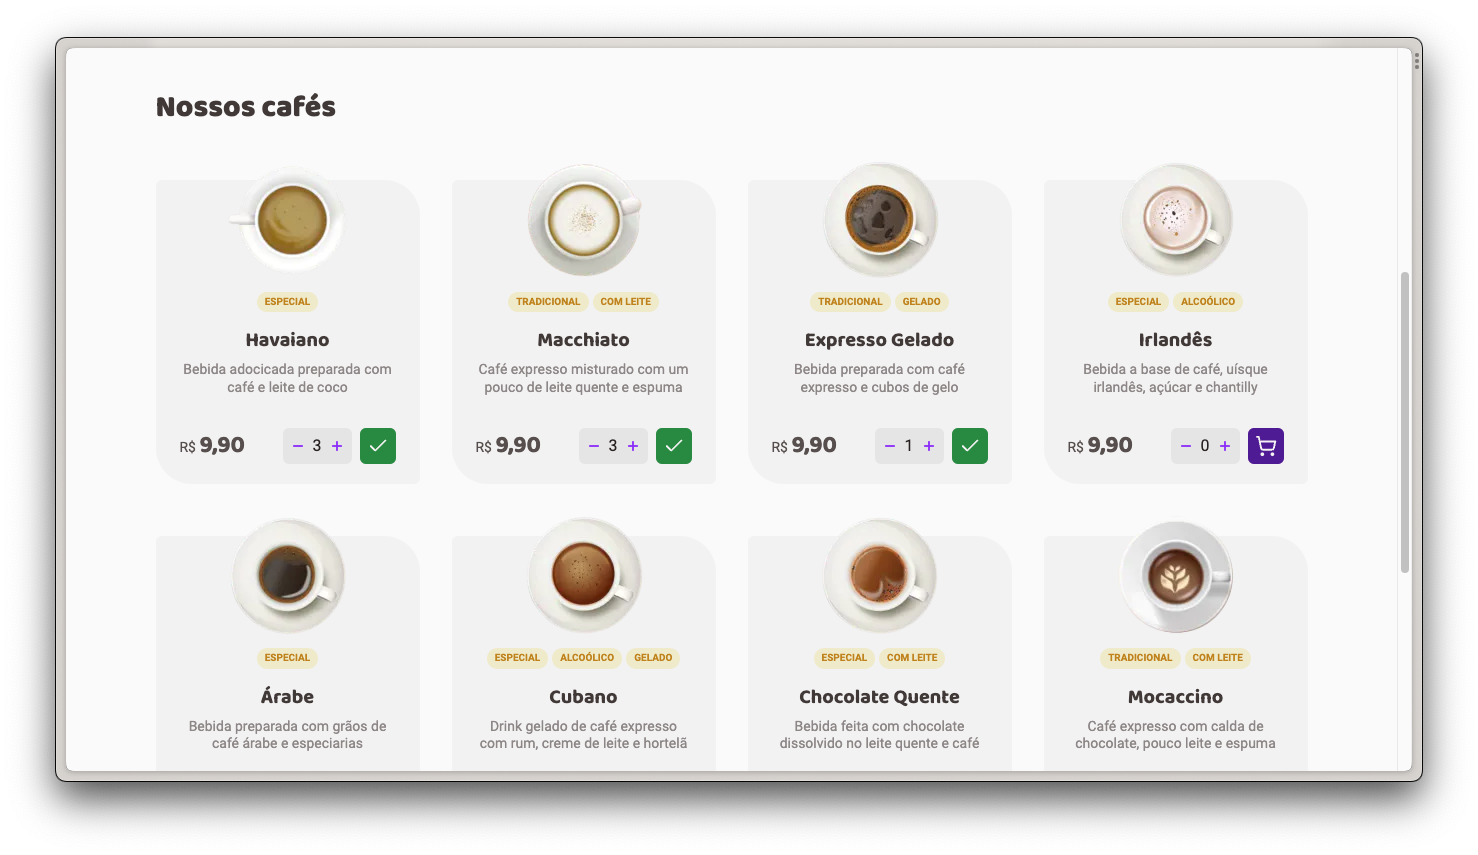 Nossos cafés
ESPECIAL
Havaiano
Bebida adocicada preparada com
café e leite de coco
R$ 9,90 − 3 +
TRADICIONAL COM LEITE
Macchiato
Café expresso misturado com um
pouco de leite quente e espuma
R$ 9,90 − 3 +
TRADICIONAL GELADO
Expresso Gelado
Bebida preparada com café
expresso e cubos de gelo
R$ 9,90 − 1 +
ESPECIAL ALCOÓLICO
Irlandês
Bebida a base de café, uísque
irlandês, açúcar e chantilly
R$ 9,90 − 0 +
ESPECIAL
Árabe
Bebida preparada com grãos de
café árabe e especiarias
ESPECIAL ALCOÓLICO GELADO
Cubano
Drink gelado de café expresso
com rum, creme de leite e hortelã
ESPECIAL COM LEITE
Chocolate Quente
Bebida feita com chocolate
dissolvido no leite quente e café
TRADICIONAL COM LEITE
Mocaccino
Café expresso com calda de
chocolate, pouco leite e espuma